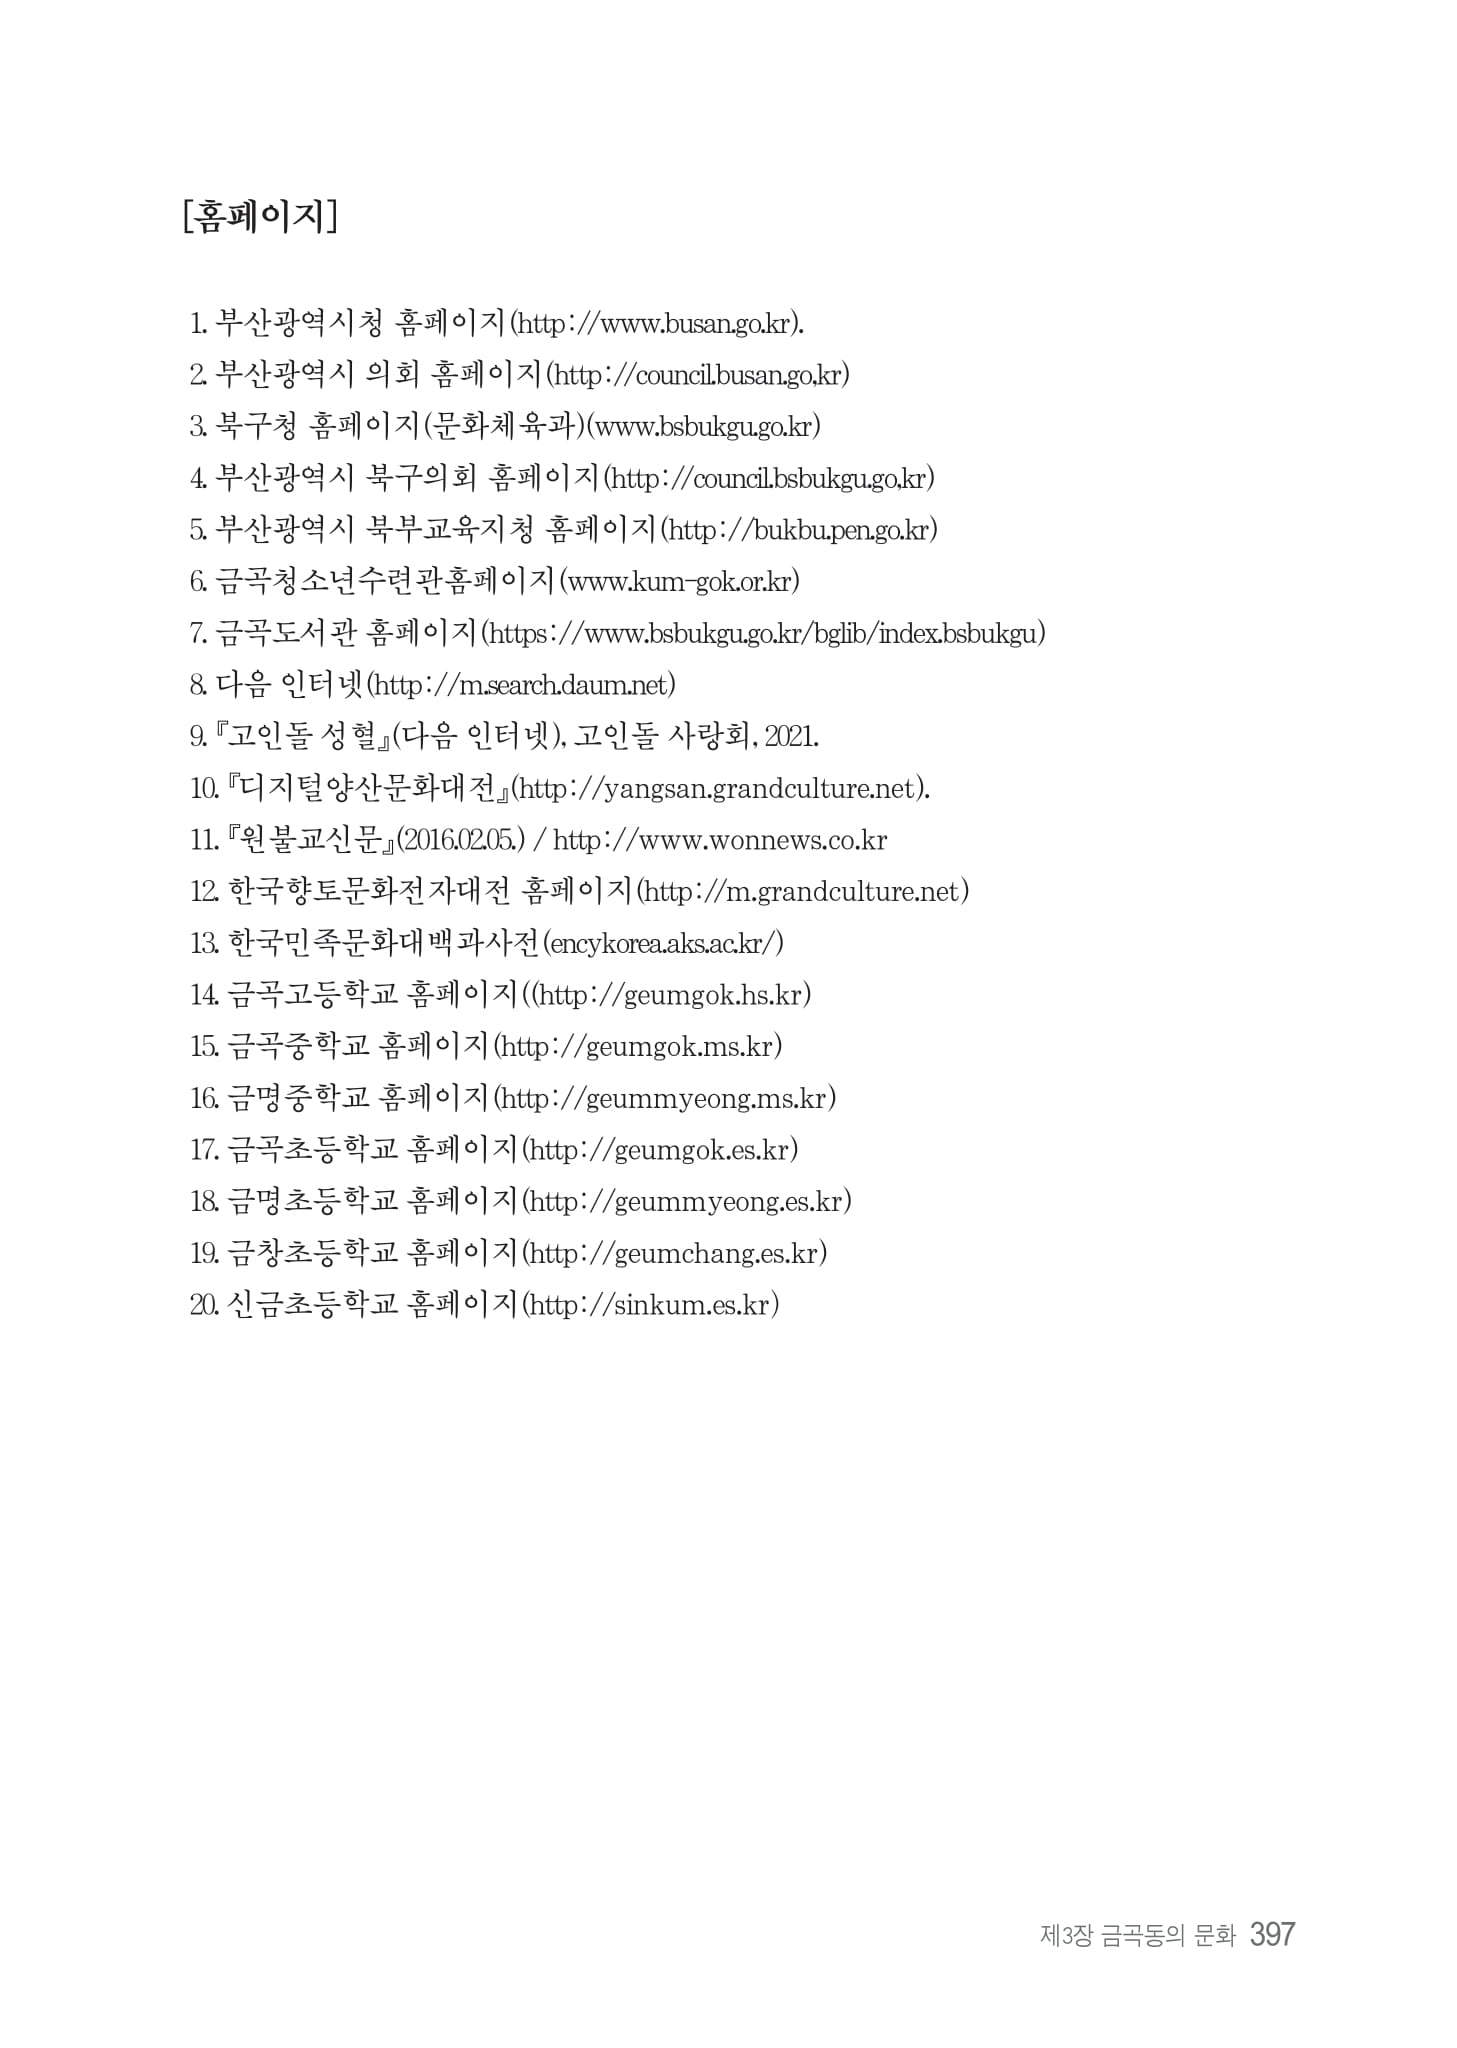 [홈페이지]
1. 부산광역시청 홈페이지(http://www.busan.go.kr).
2. 부산광역시 의회 홈페이지(http://council.busan.go,kr)
3. 북구청 홈페이지(문화체육과)(www.bsbukgu.go.kr)
4. 부산광역시 북구의회 홈페이지(http://council.bsbukgu.go,kr)
5. 부산광역시 북부교육지청 홈페이지(http://bukbu.pen.go.kr)
6. 금곡청소년수련관홈페이지(www.kum-gok.or.kr)
7. 금곡도서관 홈페이지(https://www.bsbukgu.go.kr/bglib/index.bsbukgu)
8. 다음 인터넷(http://m.search.daum.net)
9. 『고인돌 성혈』(다음 인터넷), 고인돌 사랑회, 2021.
10. 『디지털양산문화대전』(http://yangsan.grandculture.net).
11. 『원불교신문』(2016.02.05.) / http://www.wonnews.co.kr
12. 한국향토문화전자대전 홈페이지(http://m.grandculture.net)
13. 한국민족문화대백과사전(encykorea.aks.ac.kr/)
14. 금곡고등학교 홈페이지((http://geumgok.hs.kr)
15. 금곡중학교 홈페이지(http://geumgok.ms.kr)
16. 금명중학교 홈페이지(http://geummyeong.ms.kr)
17. 금곡초등학교 홈페이지(http://geumgok.es.kr)
18. 금명초등학교 홈페이지(http://geummyeong.es.kr)
19. 금창초등학교 홈페이지(http://geumchang.es.kr)
20. 신금초등학교 홈페이지(http://sinkum.es.kr)
제3장 금곡동의 문화 397